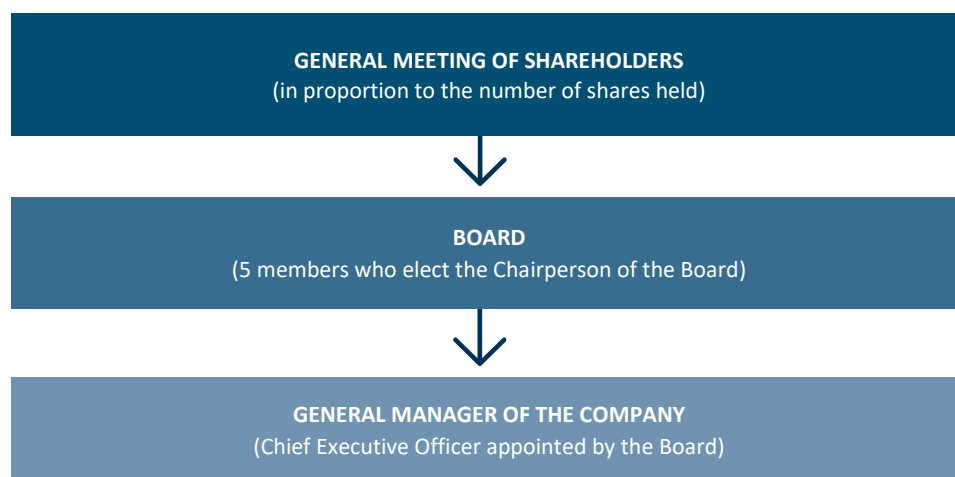 GENERAL MEETING OF SHAREHOLDERS
(in proportion to the number of shares held)
BOARD
(5 members who elect the Chairperson of the Board)
GENERAL MANAGER OF THE COMPANY
(Chief Executive Officer appointed by the Board)